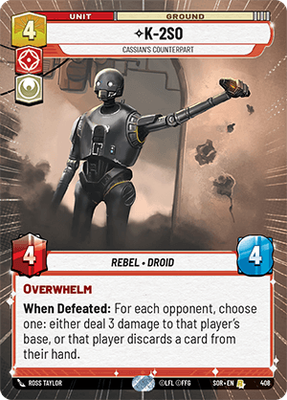 UNIT GROUND
4
✧K-2SO
CASSIAN'S COUNTERPART
4
REBEL • DROID
4
OVERWHELM
When Defeated: For each opponent, choose
one: either deal 3 damage to that player's
base, or that player discards a card from
their hand.
ROSS TAYLOR
©LFL ©FFG
SOR • EN
408